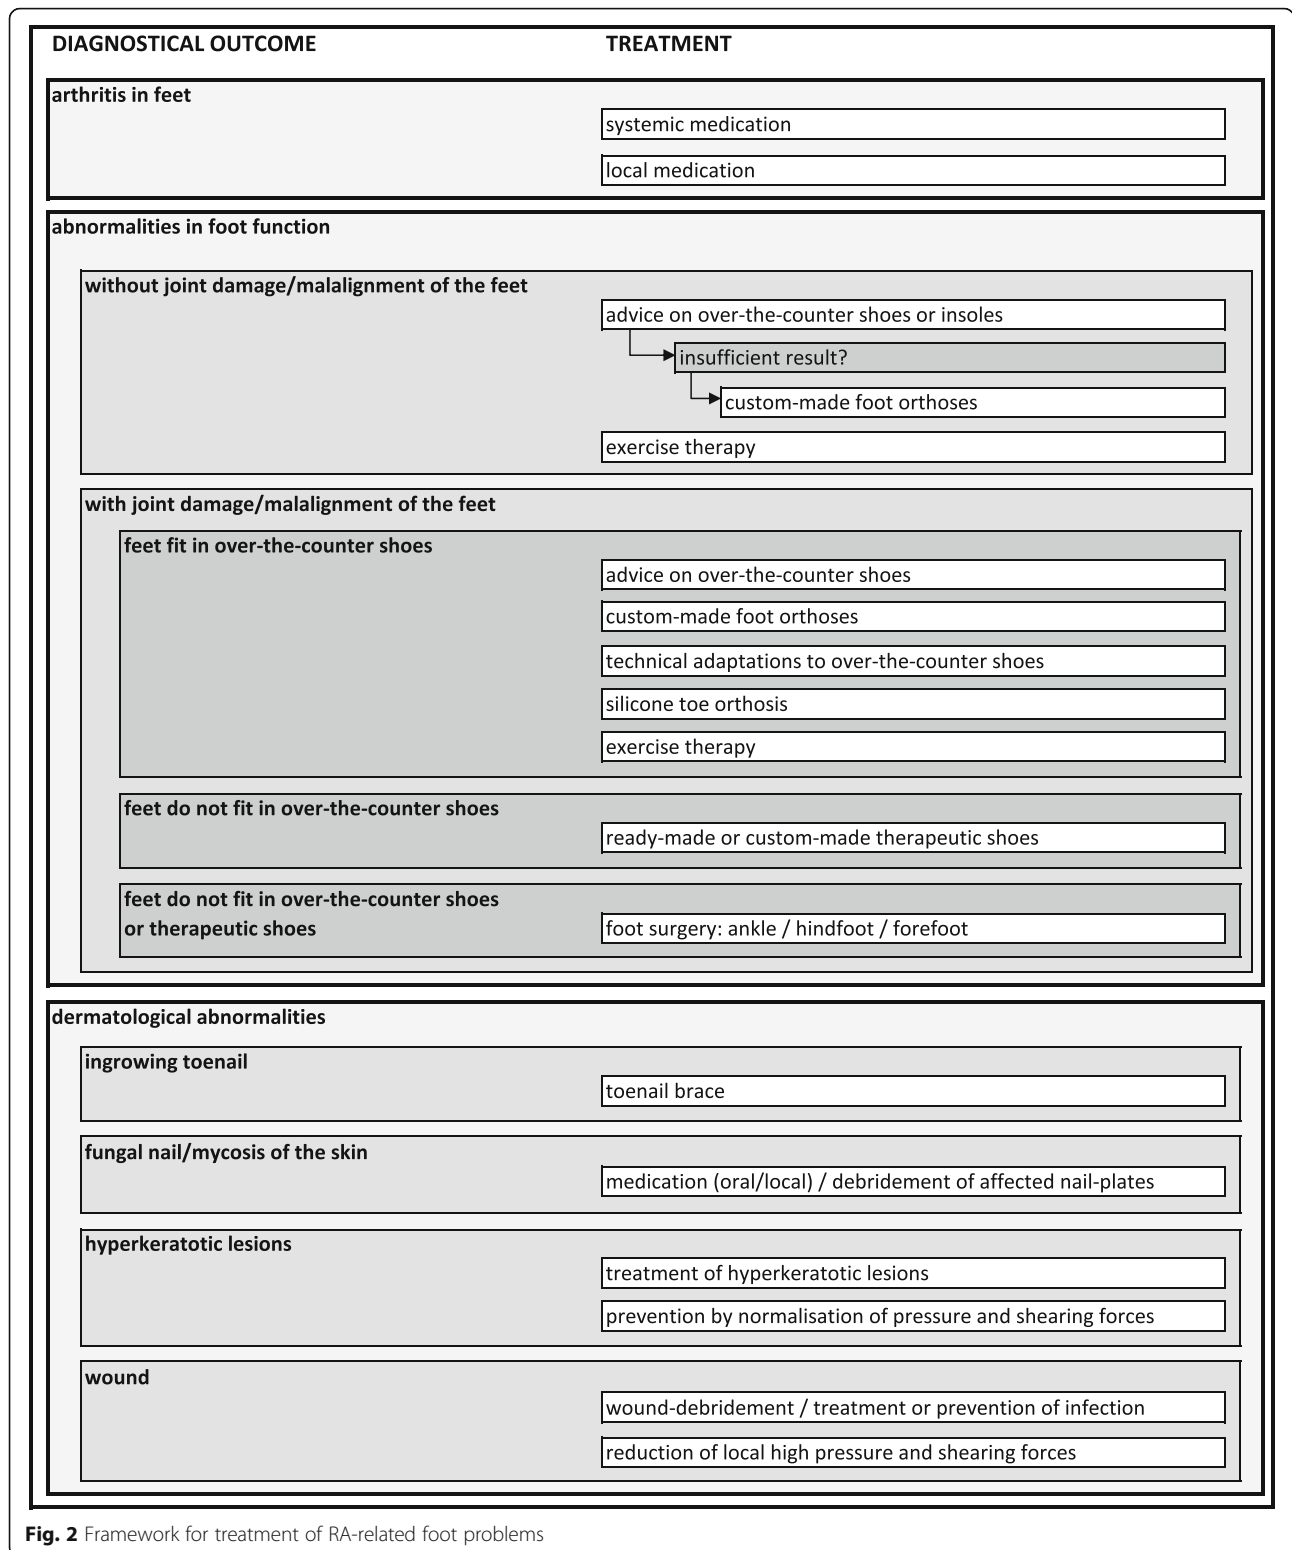 DIAGNOSTICAL OUTCOME TREATMENT
arthritis in feet
systemic medication
local medication
abnormalities in foot function
without joint damage/malalignment of the feet
advice on over-the-counter shoes or insoles
insufficient result?
custom-made foot orthoses
exercise therapy
with joint damage/malalignment of the feet
feet fit in over-the-counter shoes
advice on over-the-counter shoes
custom-made foot orthoses
technical adaptations to over-the-counter shoes
silicone toe orthosis
exercise therapy
feet do not fit in over-the-counter shoes
ready-made or custom-made therapeutic shoes
feet do not fit in over-the-counter shoes
or therapeutic shoes
foot surgery: ankle / hindfoot / forefoot
dermatological abnormalities
ingrowing toenail
toenail brace
fungal nail/mycosis of the skin
medication (oral/local) / debridement of affected nail-plates
hyperkeratotic lesions
treatment of hyperkeratotic lesions
prevention by normalisation of pressure and shearing forces
wound
wound-debridement / treatment or prevention of infection
reduction of local high pressure and shearing forces
Fig. 2 Framework for treatment of RA-related foot problems